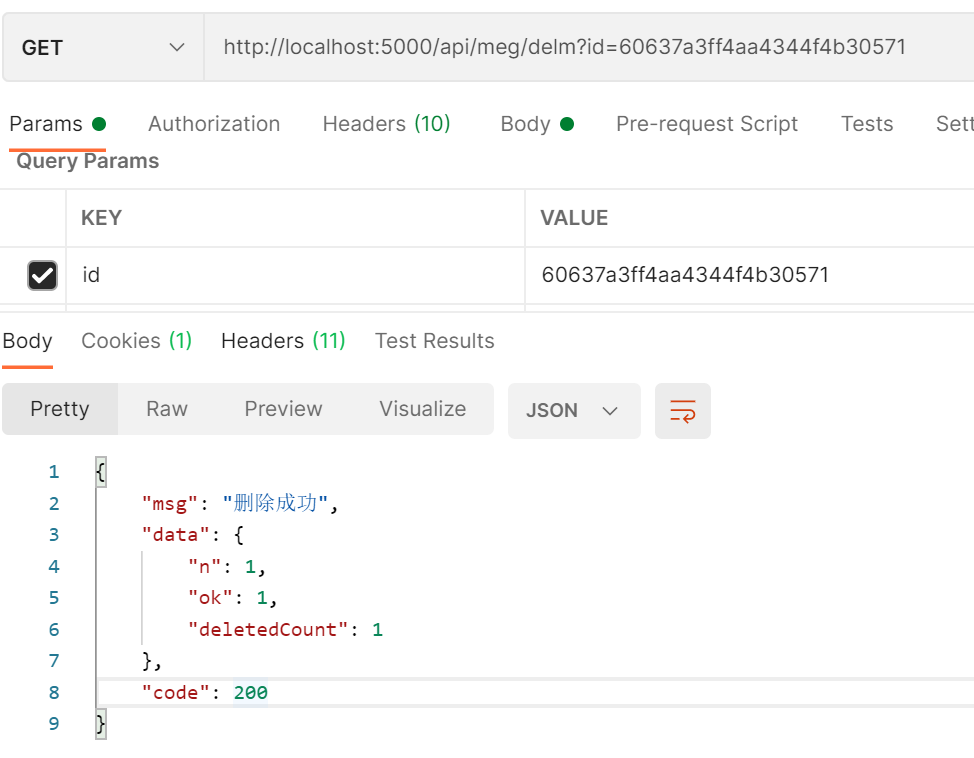 GET http://localhost:5000/api/meg/delm?id=60637a3ff4aa4344f4b30571
Params Authorization Headers (10) Body Pre-request Script Tests Sett
Query Params
KEY VALUE
id 60637a3ff4aa4344f4b30571
Body Cookies (1) Headers (11) Test Results
Pretty Raw Preview Visualize JSON
1 {
2 "msg": "删除成功",
3 "data": {
4 "n": 1,
5 "ok": 1,
6 "deletedCount": 1
7 },
8 "code": 200
9 }